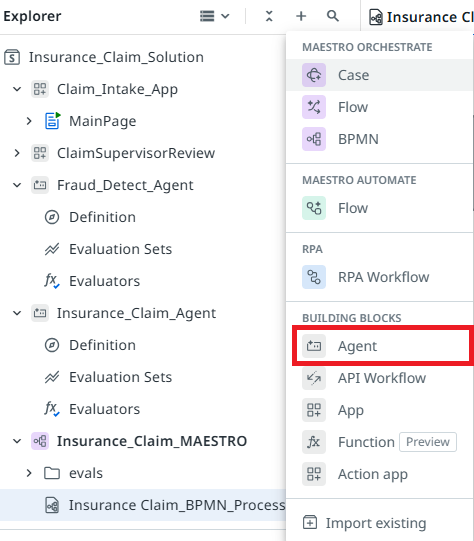 Explorer
Insurance Cl
Insurance_Claim_Solution
Claim_Intake_App
MainPage
ClaimSupervisorReview
Fraud_Detect_Agent
Definition
Evaluation Sets
Evaluators
Insurance_Claim_Agent
Definition
Evaluation Sets
Evaluators
Insurance_Claim_MAESTRO
evals
Insurance Claim_BPMN_Process
MAESTRO ORCHESTRATE
Case
Flow
BPMN
MAESTRO AUTOMATE
Flow
RPA
RPA Workflow
BUILDING BLOCKS
Agent
API Workflow
App
Function Preview
Action app
Import existing